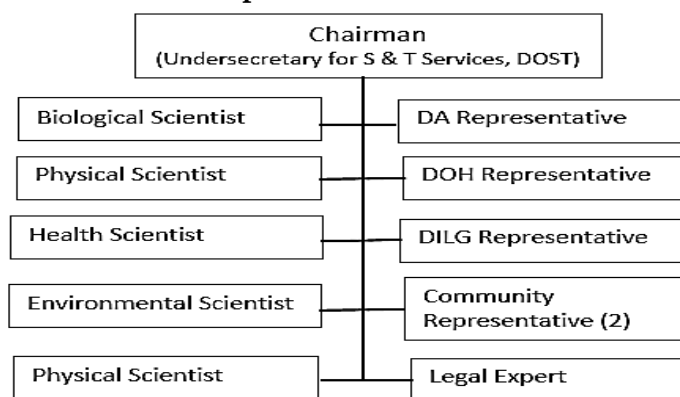 Chairman
(Undersecretary for S & T Services, DOST)
Biological Scientist
DA Representative
Physical Scientist
DOH Representative
Health Scientist
DILG Representative
Environmental Scientist
Community
Representative (2)
Physical Scientist
Legal Expert